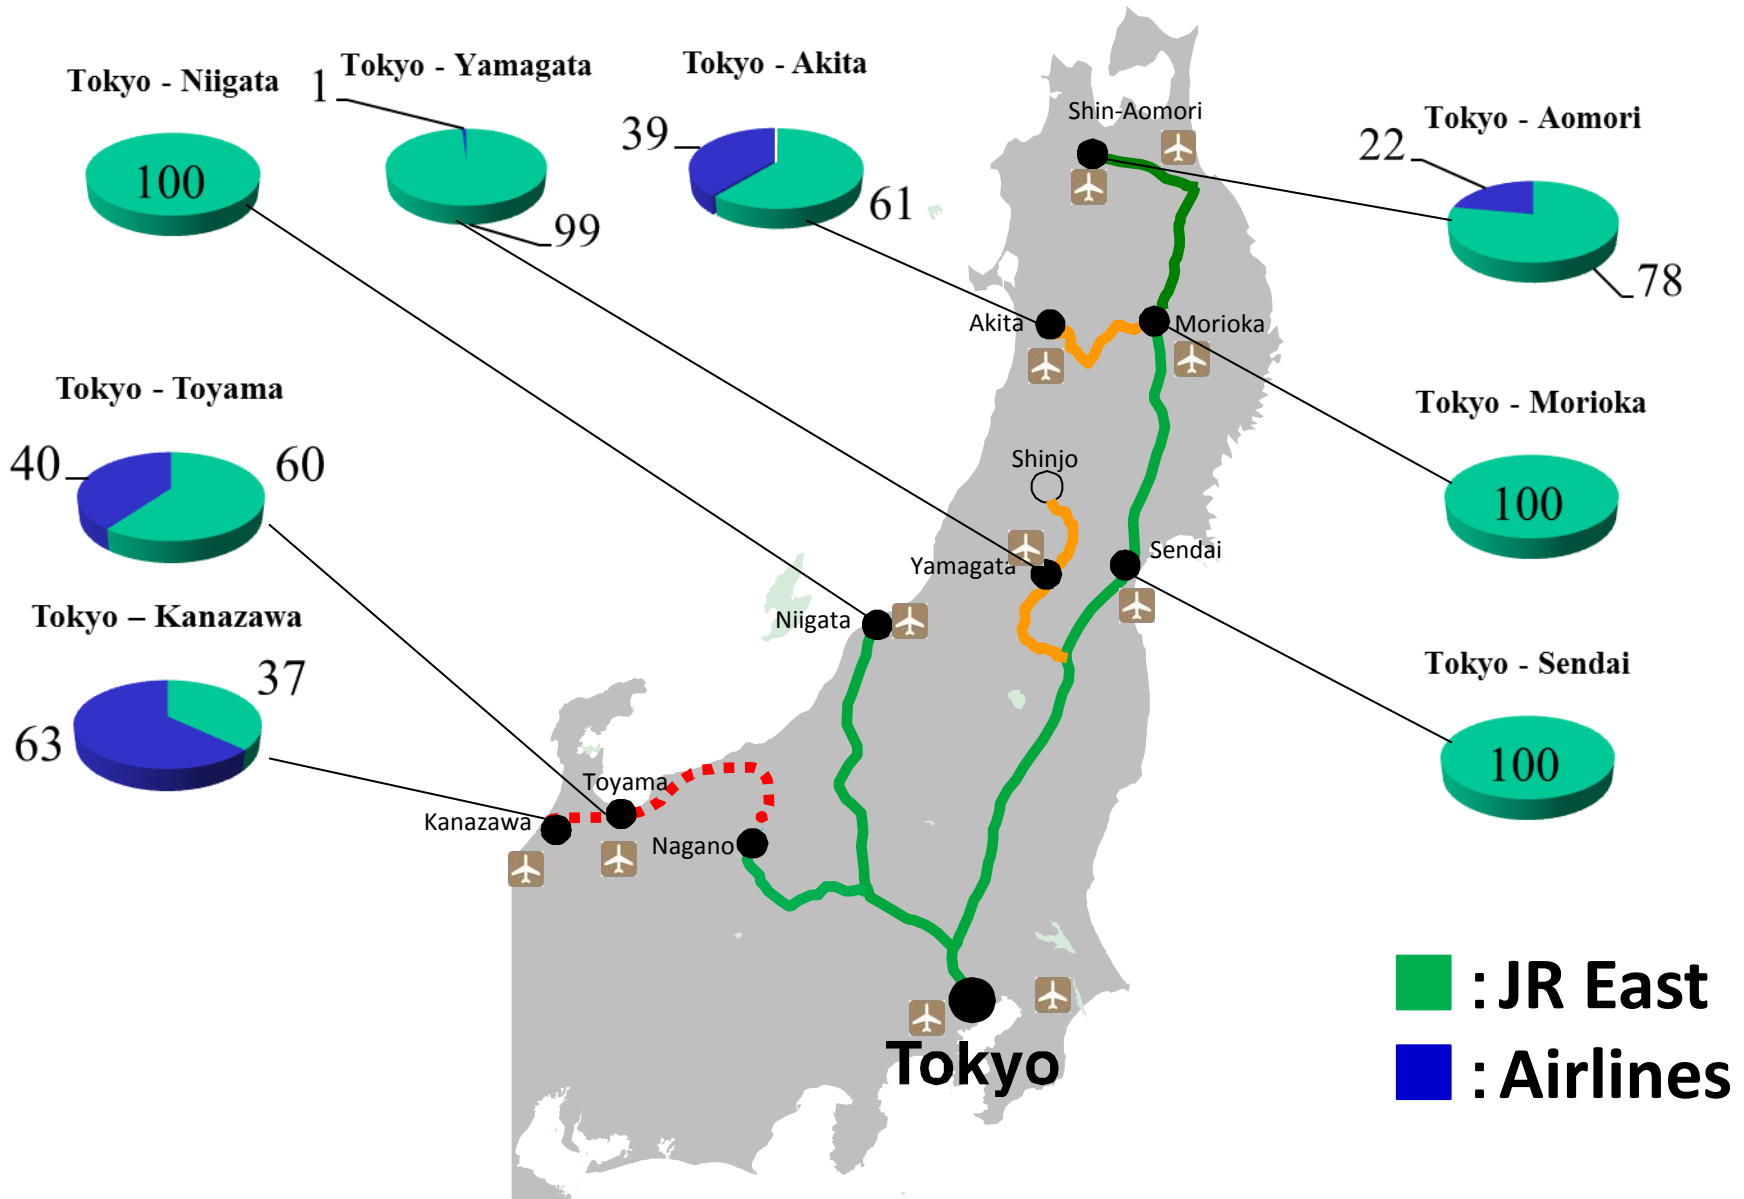 Tokyo - Niigata
100
Tokyo - Yamagata
1
99
Tokyo - Akita
39
61
Tokyo - Aomori
22
78
Tokyo - Toyama
40
60
Tokyo – Kanazawa
37
63
Tokyo - Morioka
100
Tokyo - Sendai
100
Shin-Aomori
Akita
Morioka
Shinjo
Yamagata
Sendai
Niigata
Toyama
Kanazawa
Nagano
Tokyo
: JR East
: Airlines